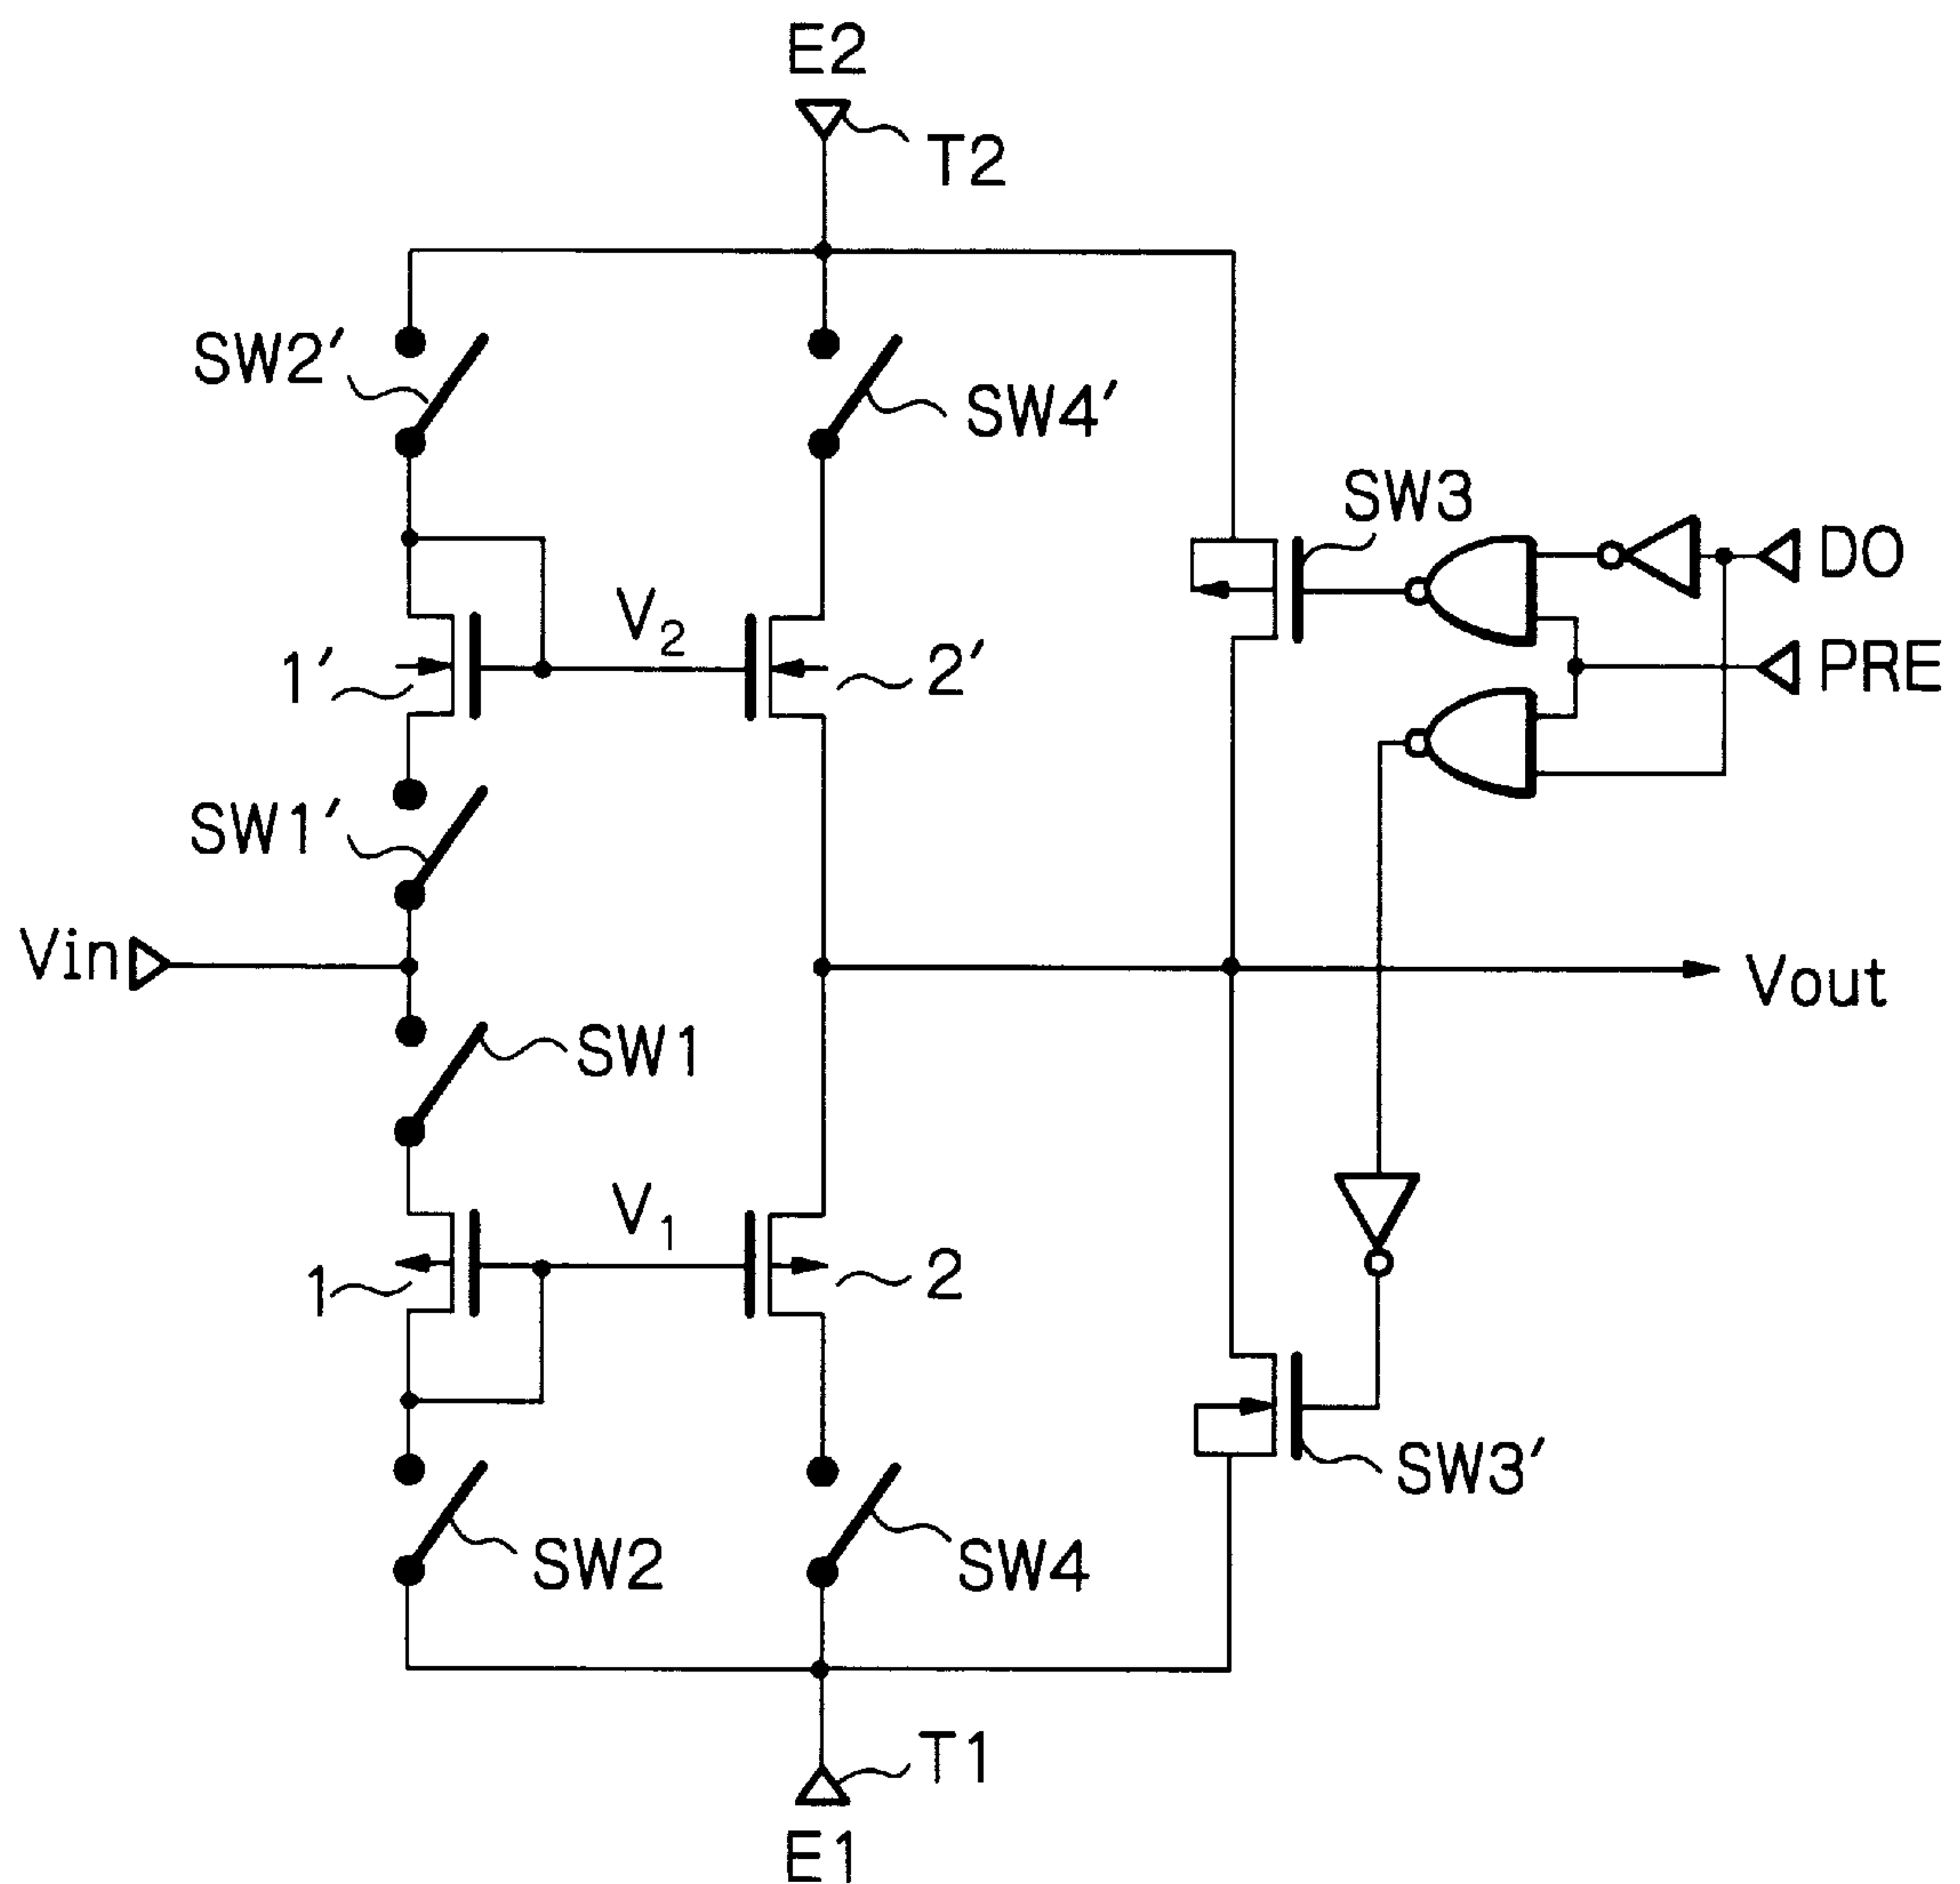 E2
T2
SW2′
SW4′
SW3
DO
V2
1′
2′
PRE
SW1′
Vin
Vout
SW1
V1
1
2
SW3′
SW2
SW4
T1
E1